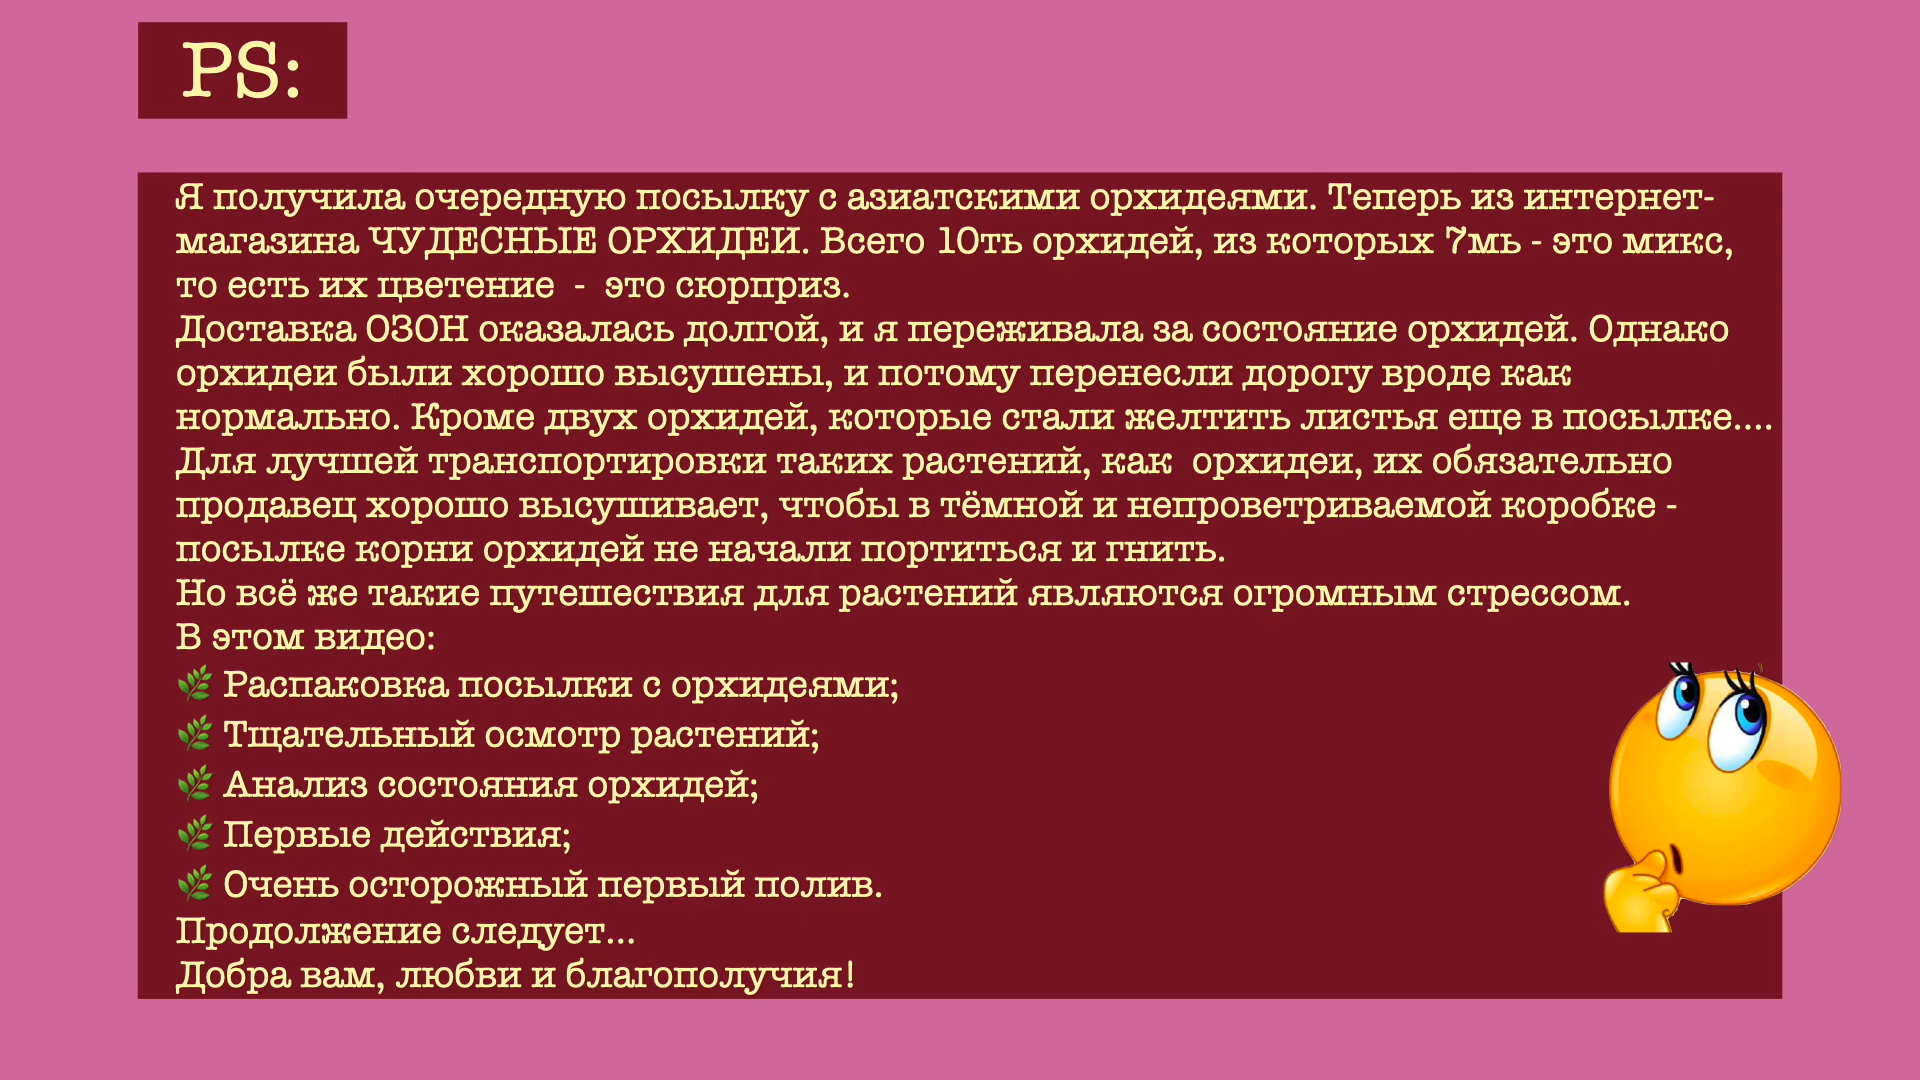 PS:
Я получила очередную посылку с азиатскими орхидеями. Теперь из интернет-
магазина ЧУДЕСНЫЕ ОРХИДЕИ. Всего 10ть орхидей, из которых 7мь - это микс,
то есть их цветение  -  это сюрприз.
Доставка ОЗОН оказалась долгой, и я переживала за состояние орхидей. Однако
орхидеи были хорошо высушены, и потому перенесли дорогу вроде как
нормально. Кроме двух орхидей, которые стали желтить листья еще в посылке....
Для лучшей транспортировки таких растений, как  орхидеи, их обязательно
продавец хорошо высушивает, чтобы в тёмной и непроветриваемой коробке -
посылке корни орхидей не начали портиться и гнить.
Но всё же такие путешествия для растений являются огромным стрессом.
В этом видео:
🌿 Распаковка посылки с орхидеями;
🌿 Тщательный осмотр растений;
🌿 Анализ состояния орхидей;
🌿 Первые действия;
🌿 Очень осторожный первый полив.
Продолжение следует...
Добра вам, любви и благополучия!